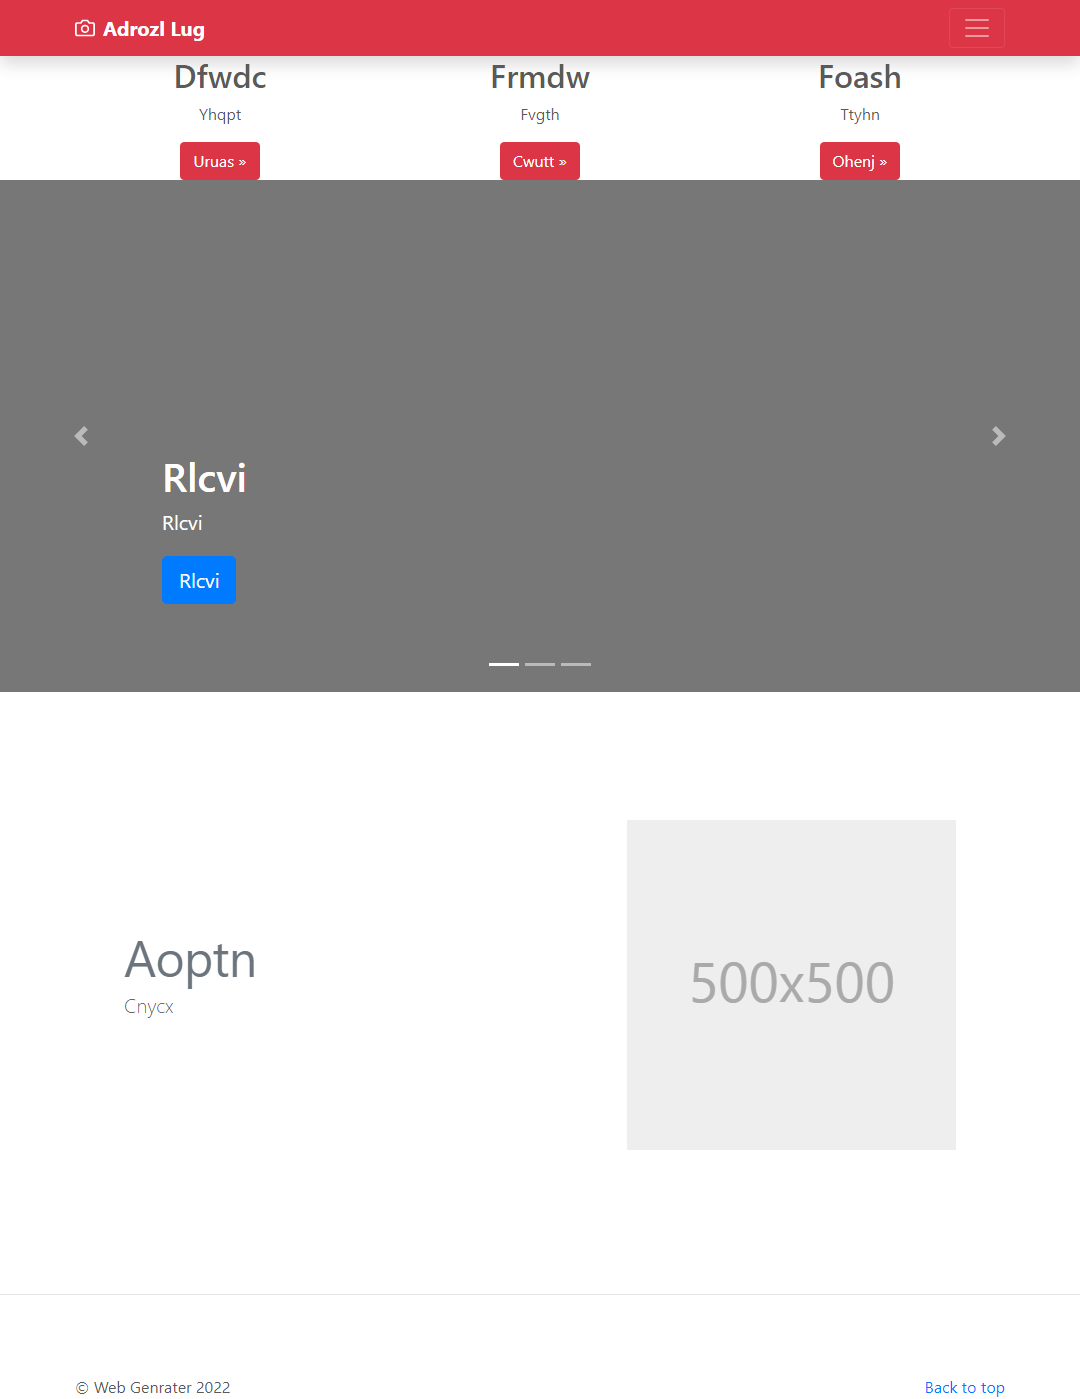 Adrozl Lug
Dfwdc
Frmdw
Foash
Yhqpt
Fvgth
Ttyhn
Uruas »
Cwutt »
Ohenj »
Rlcvi
Rlcvi
Rlcvi
Aoptn
Cnycx
500x500
© Web Genrater 2022
Back to top